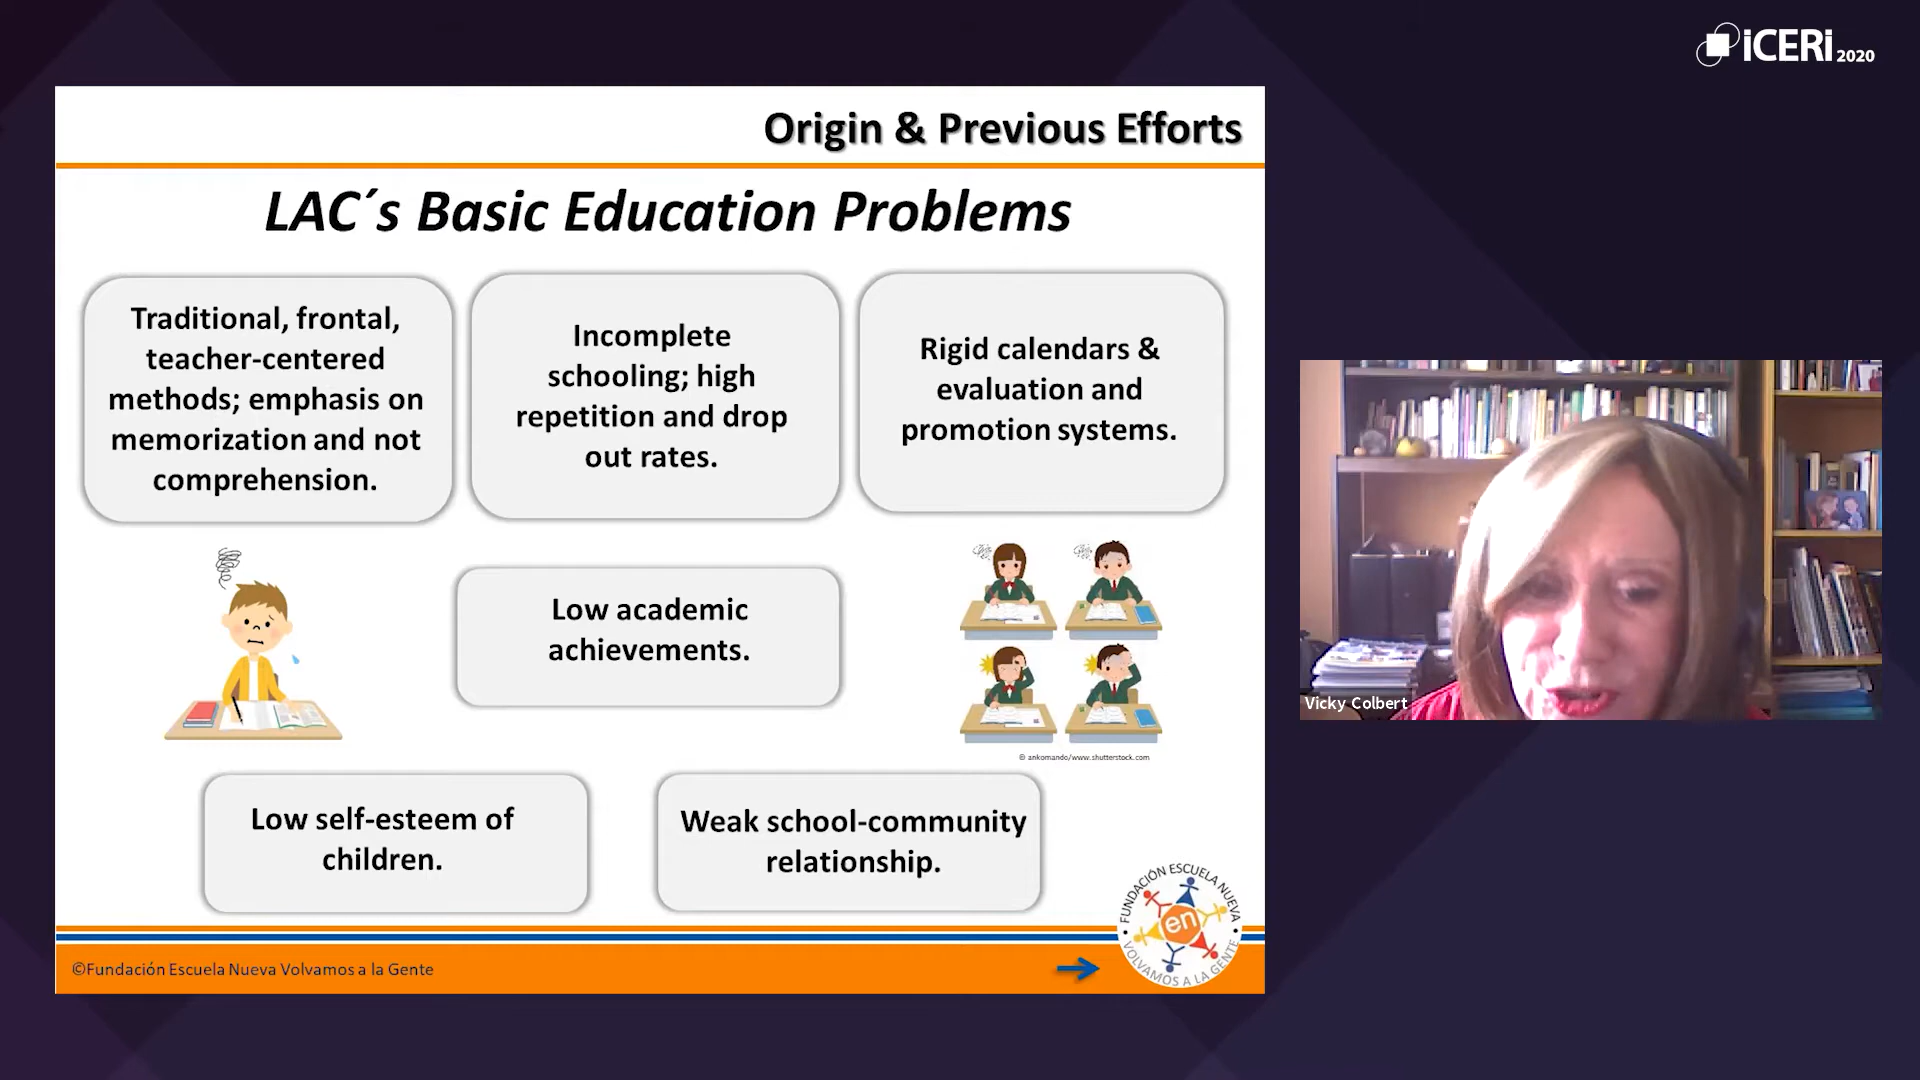 iCERi 2020
Origin & Previous Efforts
LAC´s Basic Education Problems
Traditional, frontal,
teacher-centered
methods; emphasis on
memorization and not
comprehension.
Incomplete
schooling; high
repetition and drop
out rates.
Rigid calendars &
evaluation and
promotion systems.
Low academic
achievements.
© ankomando/www.shutterstock.com
Low self-esteem of
children.
Weak school-community
relationship.
FUNDACIÓN ESCUELA NUEVA
en
VOLVAMOS A LA GENTE
©Fundación Escuela Nueva Volvamos a la Gente
Vicky Colbert